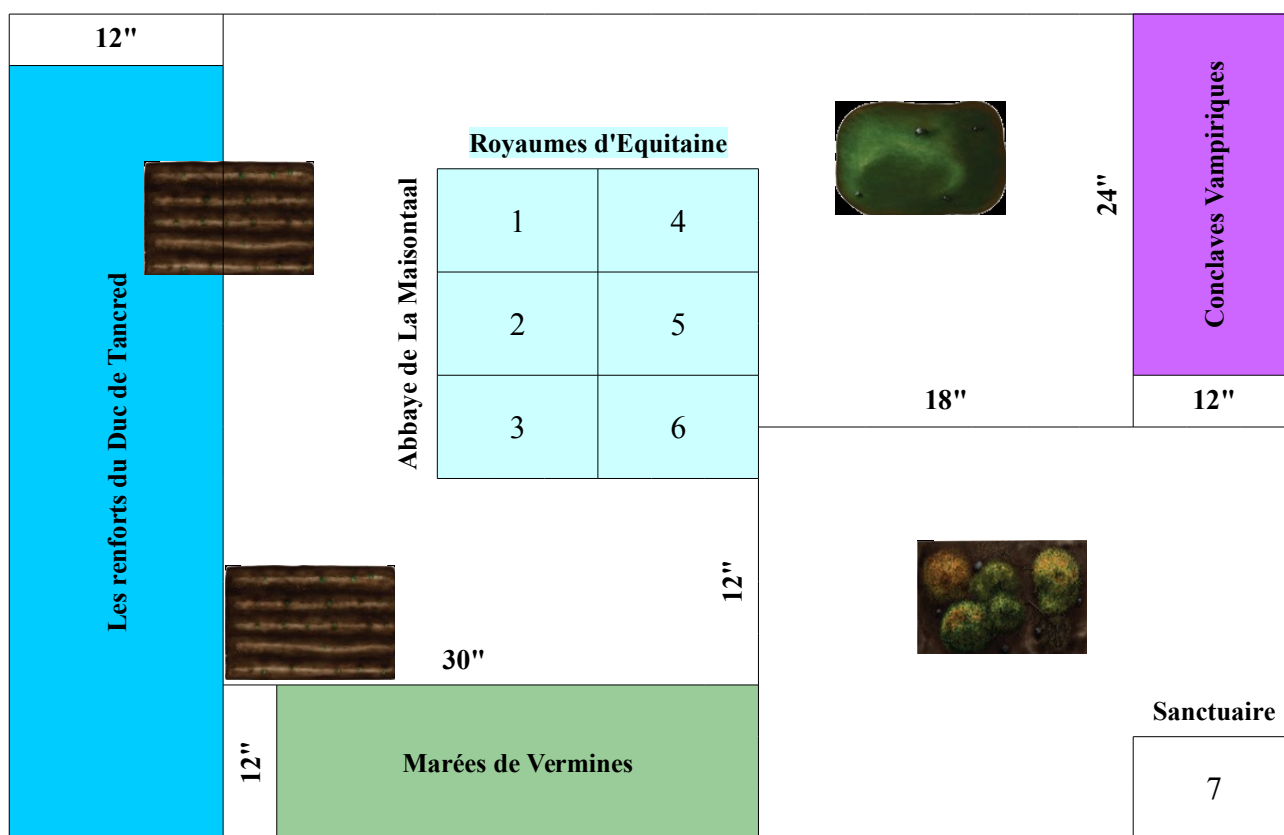 12"
Les renforts du Duc de Tancred
Royaumes d'Equitaine
Abbaye de La Maisontaal
1
4
2
5
3
6
24"
Conclaves Vampiriques
18"
12"
12"
30"
12"
Marées de Vermines
Sanctuaire
7